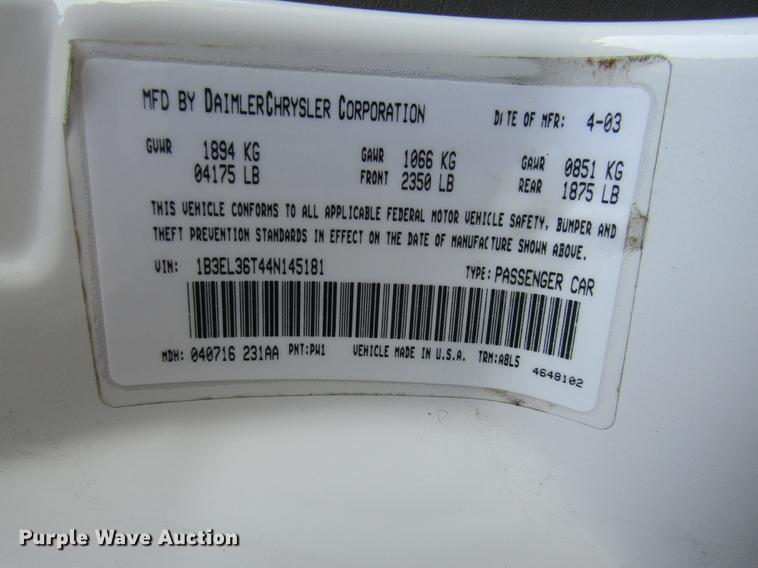 MFD BY DAIMLERCHRYSLER CORPORATION DATE OF MFR: 4-03
GVWR 1894 KG GAWR 1066 KG GAWR 0851 KG
04175 LB FRONT 2350 LB REAR 1875 LB
THIS VEHICLE CONFORMS TO ALL APPLICABLE FEDERAL MOTOR VEHICLE SAFETY, BUMPER AND
THEFT PREVENTION STANDARDS IN EFFECT ON THE DATE OF MANUFACTURE SHOWN ABOVE.
VIN: 1B3EL36T44N145181 TYPE: PASSENGER CAR
MDH: 040716 231AA PNT:PW1 VEHICLE MADE IN U.S.A. TRM:A8L5
4648102
Purple Wave Auction